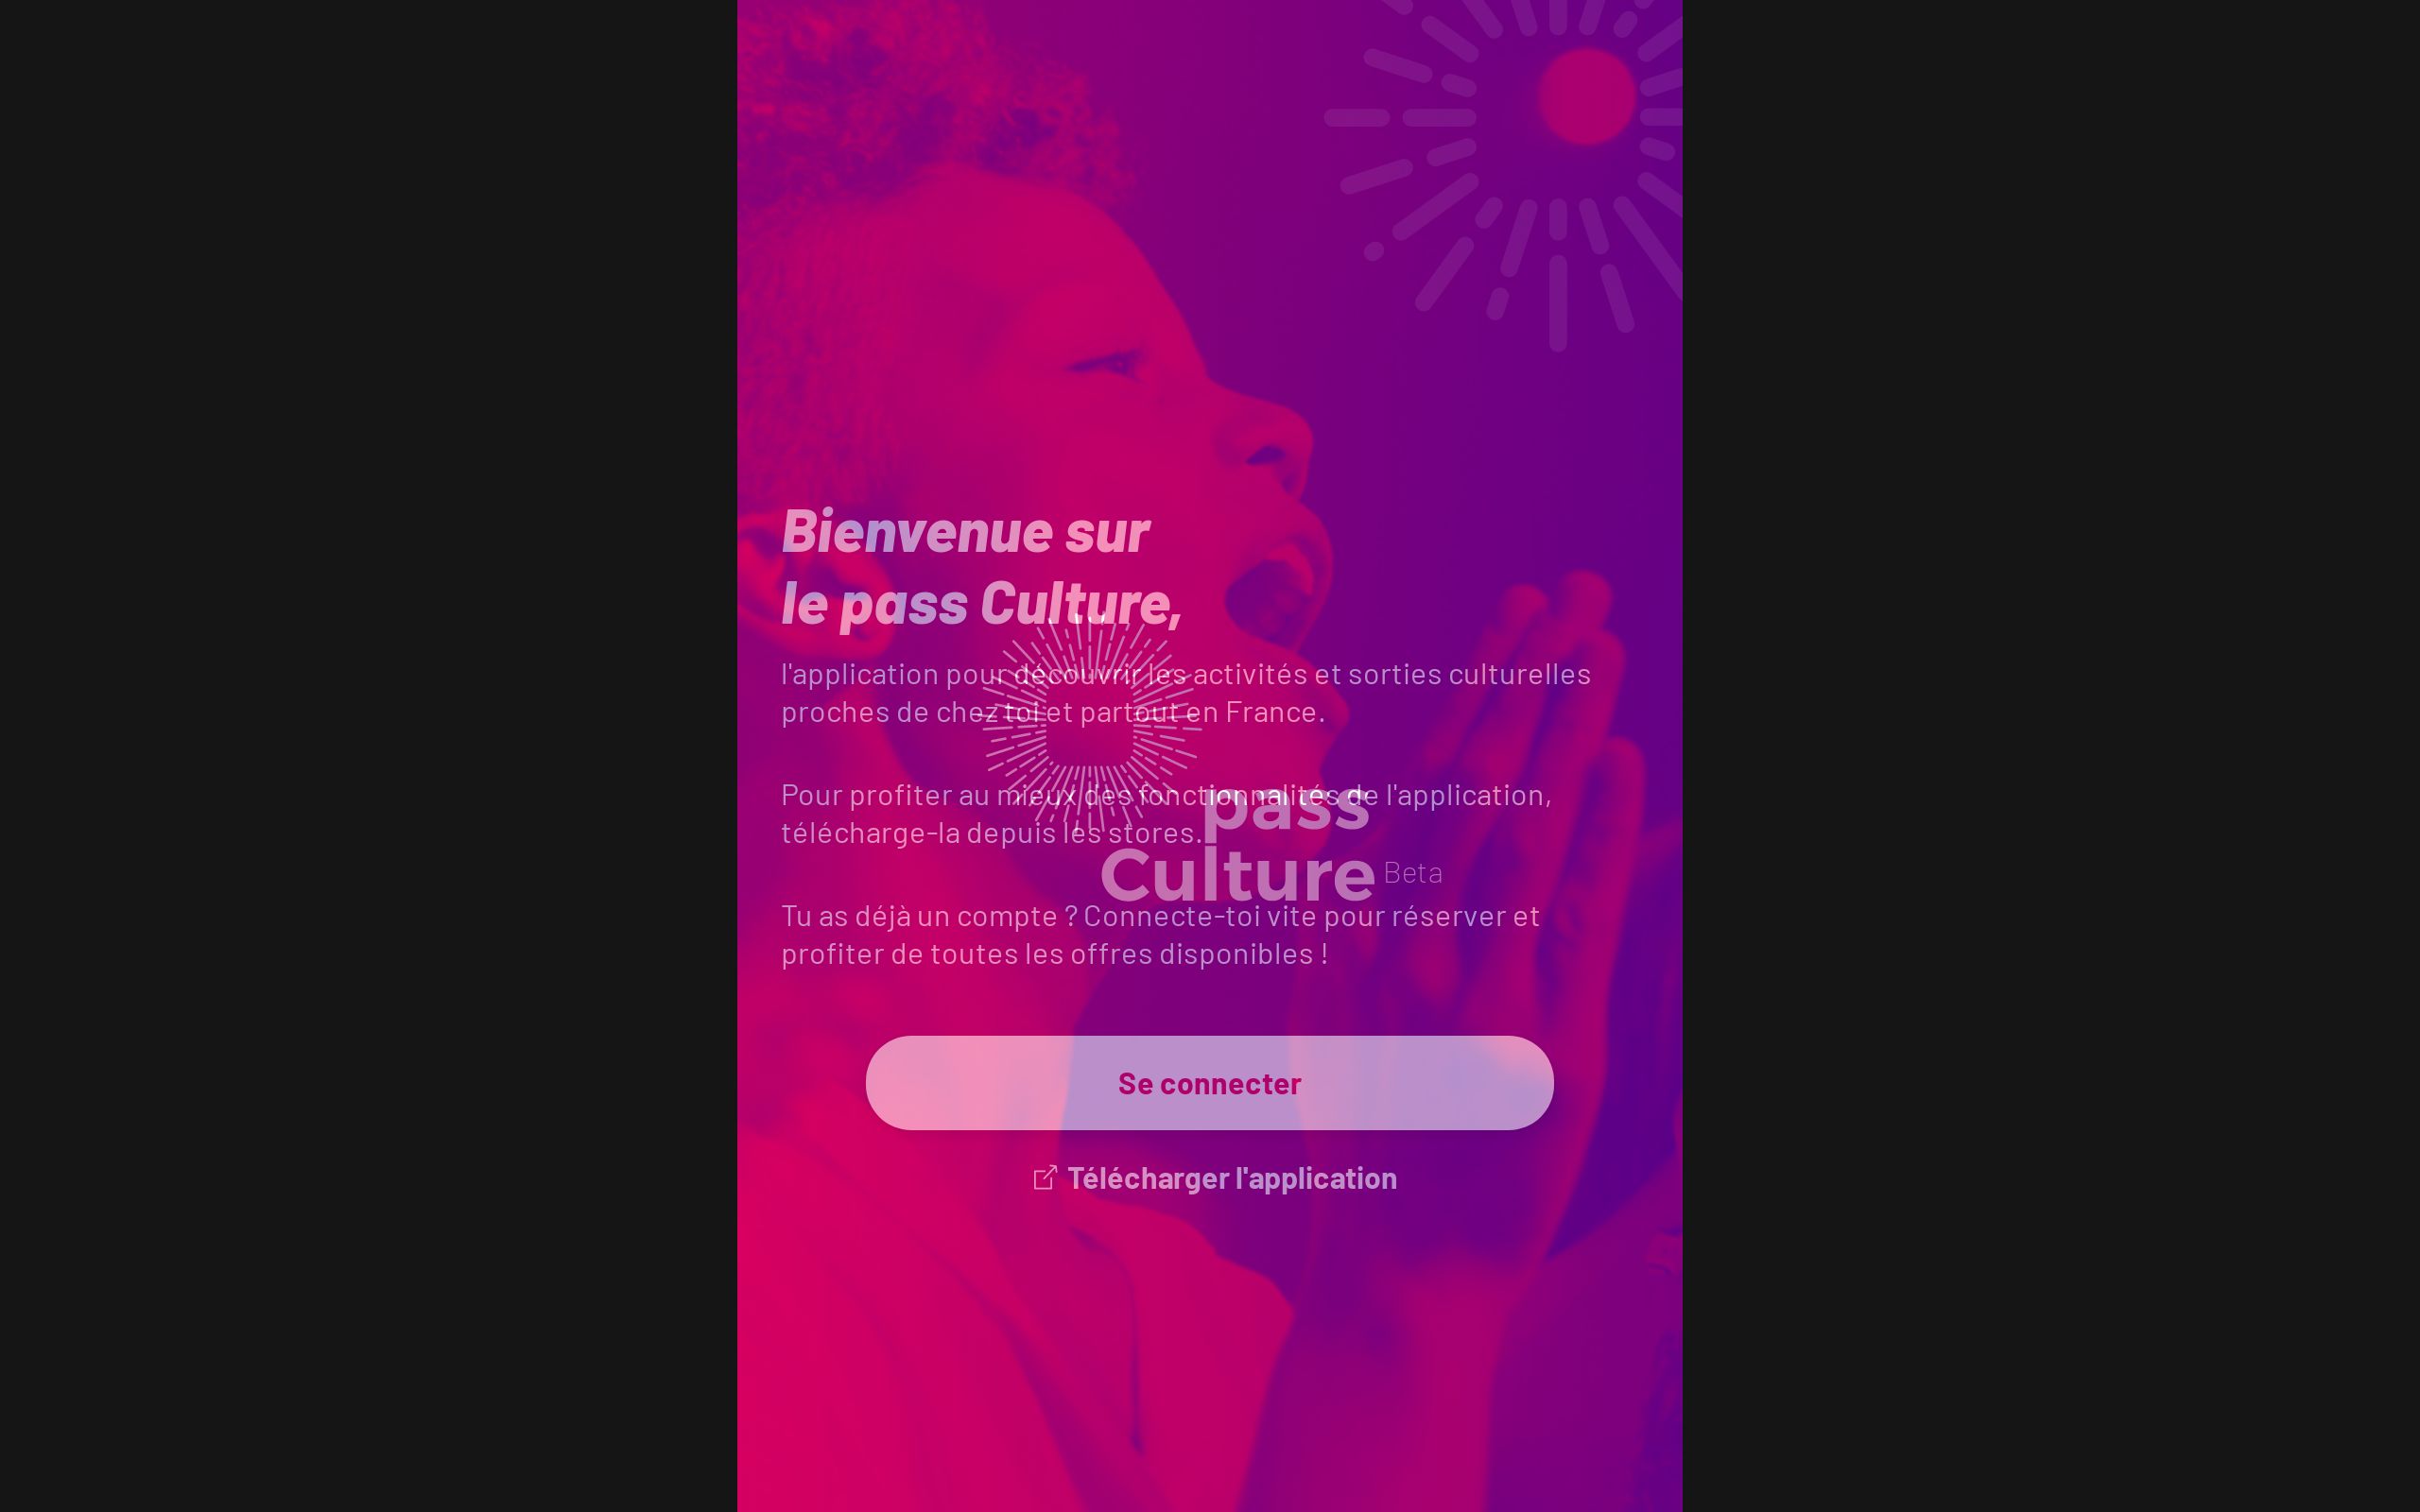 Bienvenue sur
le pass Culture,
l'application pour découvrir les activités et sorties culturelles
proches de chez toi et partout en France.
Pour profiter au mieux des fonctionnalités de l'application,
télécharge-la depuis les stores.
pass
Culture Beta
Tu as déjà un compte ? Connecte-toi vite pour réserver et
profiter de toutes les offres disponibles !
Se connecter
Télécharger l'application